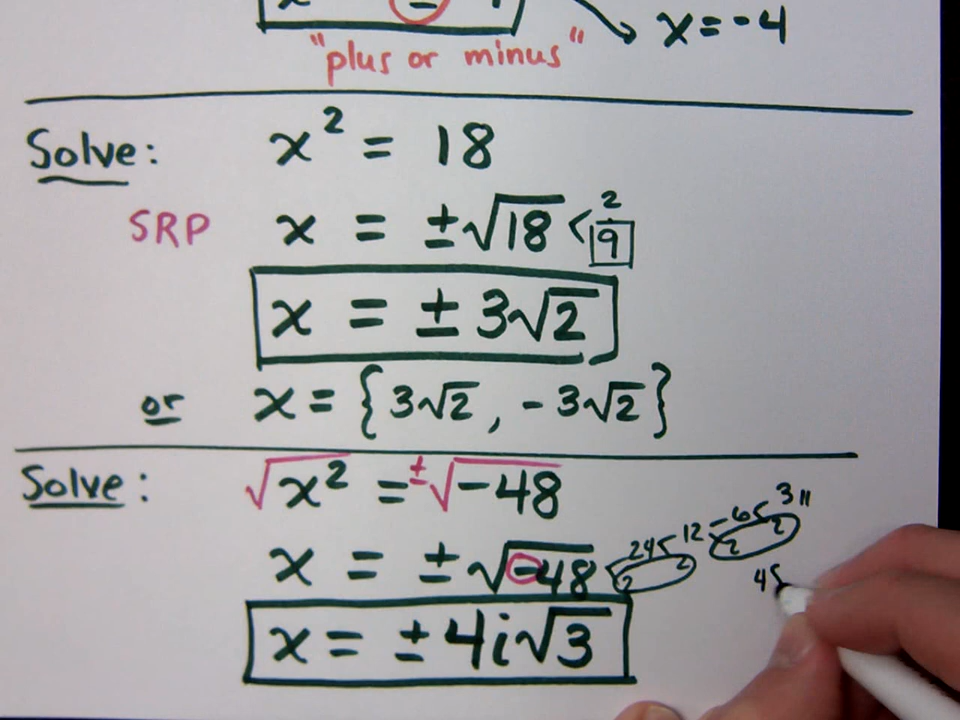 x = -4
"plus or minus"
Solve: x² = 18
SRP x = ±√18 < 2 9
x = ±3√2
or x = {3√2, -3√2}
Solve: √x² = ±√-48
x = ±√-48 < 2 24 < 2 12 < 2 6 < 2 3
x = ±4i√3